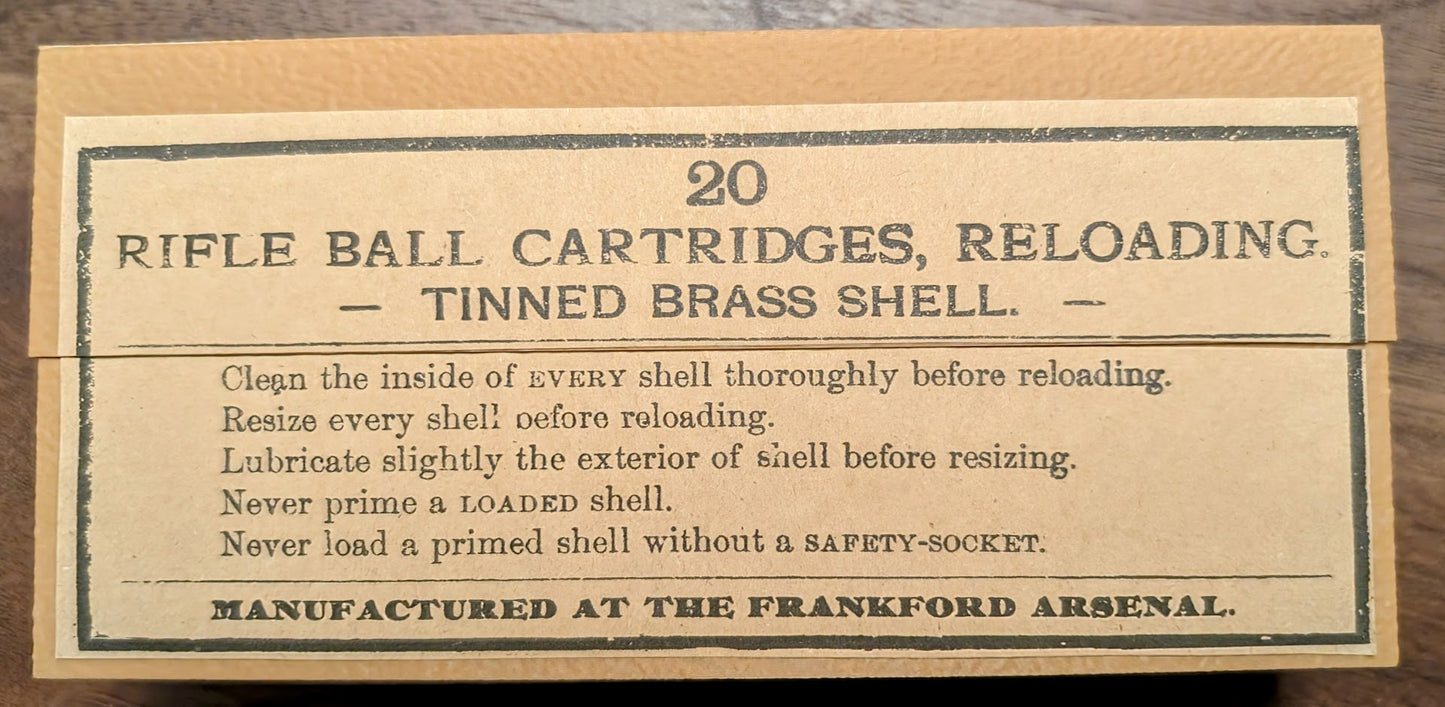 20
RIFLE BALL CARTRIDGES, RELOADING.
— TINNED BRASS SHELL. —
Clean the inside of EVERY shell thoroughly before reloading.
Resize every shell before reloading.
Lubricate slightly the exterior of shell before resizing.
Never prime a LOADED shell.
Never load a primed shell without a SAFETY-SOCKET.
MANUFACTURED AT THE FRANKFORD ARSENAL.